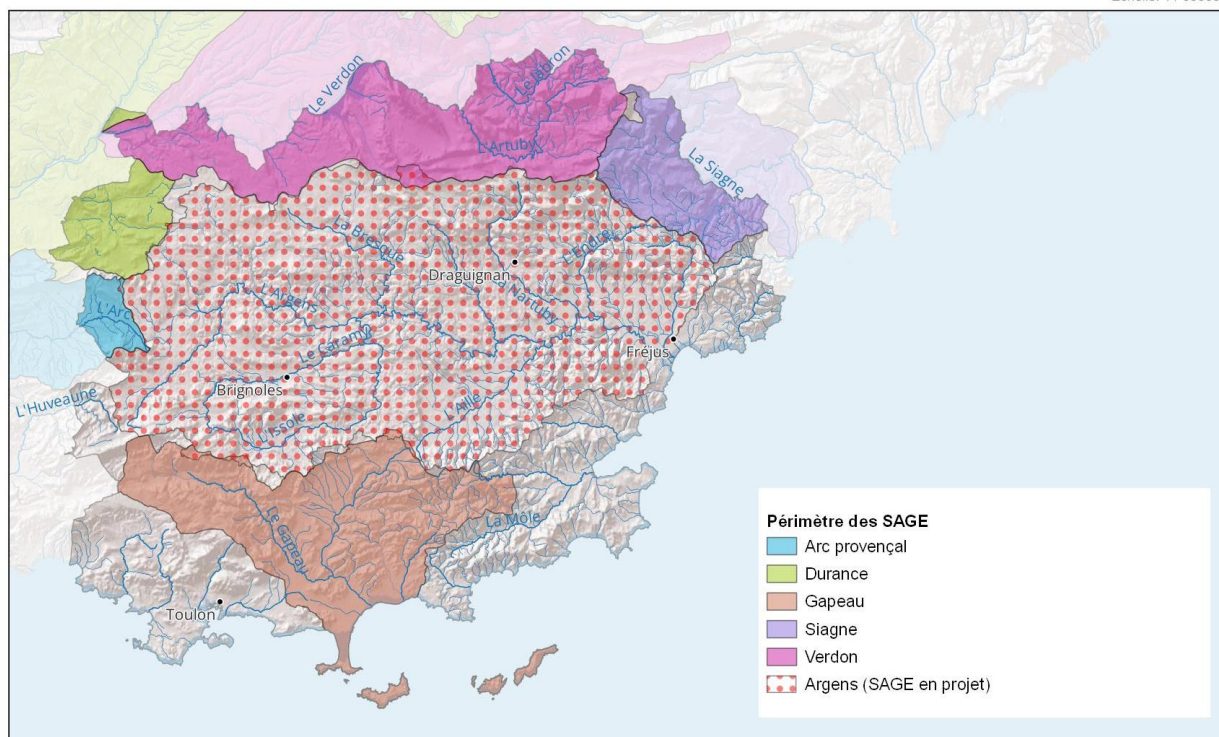 Le Verdon
Le Jabron
L'Artuby
La Siagne
La Bresque
L'Endre
Draguignan
La Nartuby
L'Argens
L'Arc
Le Caramy
Fréjus
Brignoles
L'Huveaune
L'Aille
L'Issole
Le Gapeau
La Môle
Toulon
Périmètre des SAGE
Arc provençal
Durance
Gapeau
Siagne
Verdon
Argens (SAGE en projet)